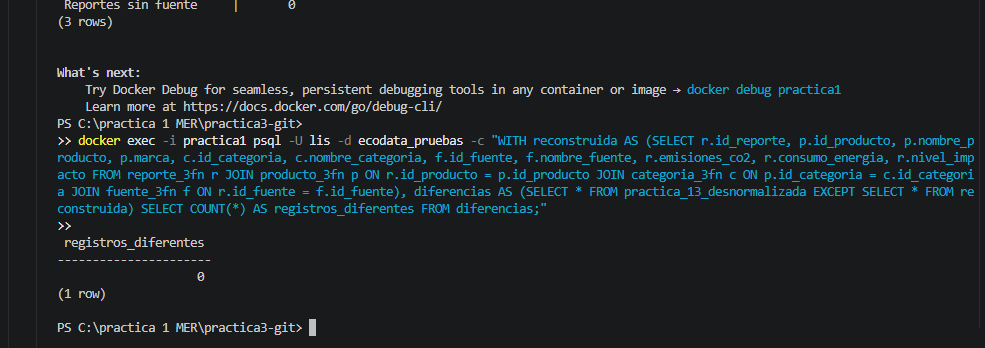 Reportes sin fuente    |      0
(3 rows)
What's next:
Try Docker Debug for seamless, persistent debugging tools in any container or image → docker debug practica1
Learn more at https://docs.docker.com/go/debug-cli/
PS C:\practica 1 MER\practica3-git>
>> docker exec -i practica1 psql -U lis -d ecodata_pruebas -c "WITH reconstruida AS (SELECT r.id_reporte, p.id_producto, p.nombre_p
roducto, p.marca, c.id_categoria, c.nombre_categoria, f.id_fuente, f.nombre_fuente, r.emisiones_co2, r.consumo_energia, r.nivel_imp
acto FROM reporte_3fn r JOIN producto_3fn p ON r.id_producto = p.id_producto JOIN categoria_3fn c ON p.id_categoria = c.id_categori
a JOIN fuente_3fn f ON r.id_fuente = f.id_fuente), diferencias AS (SELECT * FROM practica_13_desnormalizada EXCEPT SELECT * FROM re
construida) SELECT COUNT(*) AS registros_diferentes FROM diferencias;"
>>
registros_diferentes
----------------------
0
(1 row)
PS C:\practica 1 MER\practica3-git>